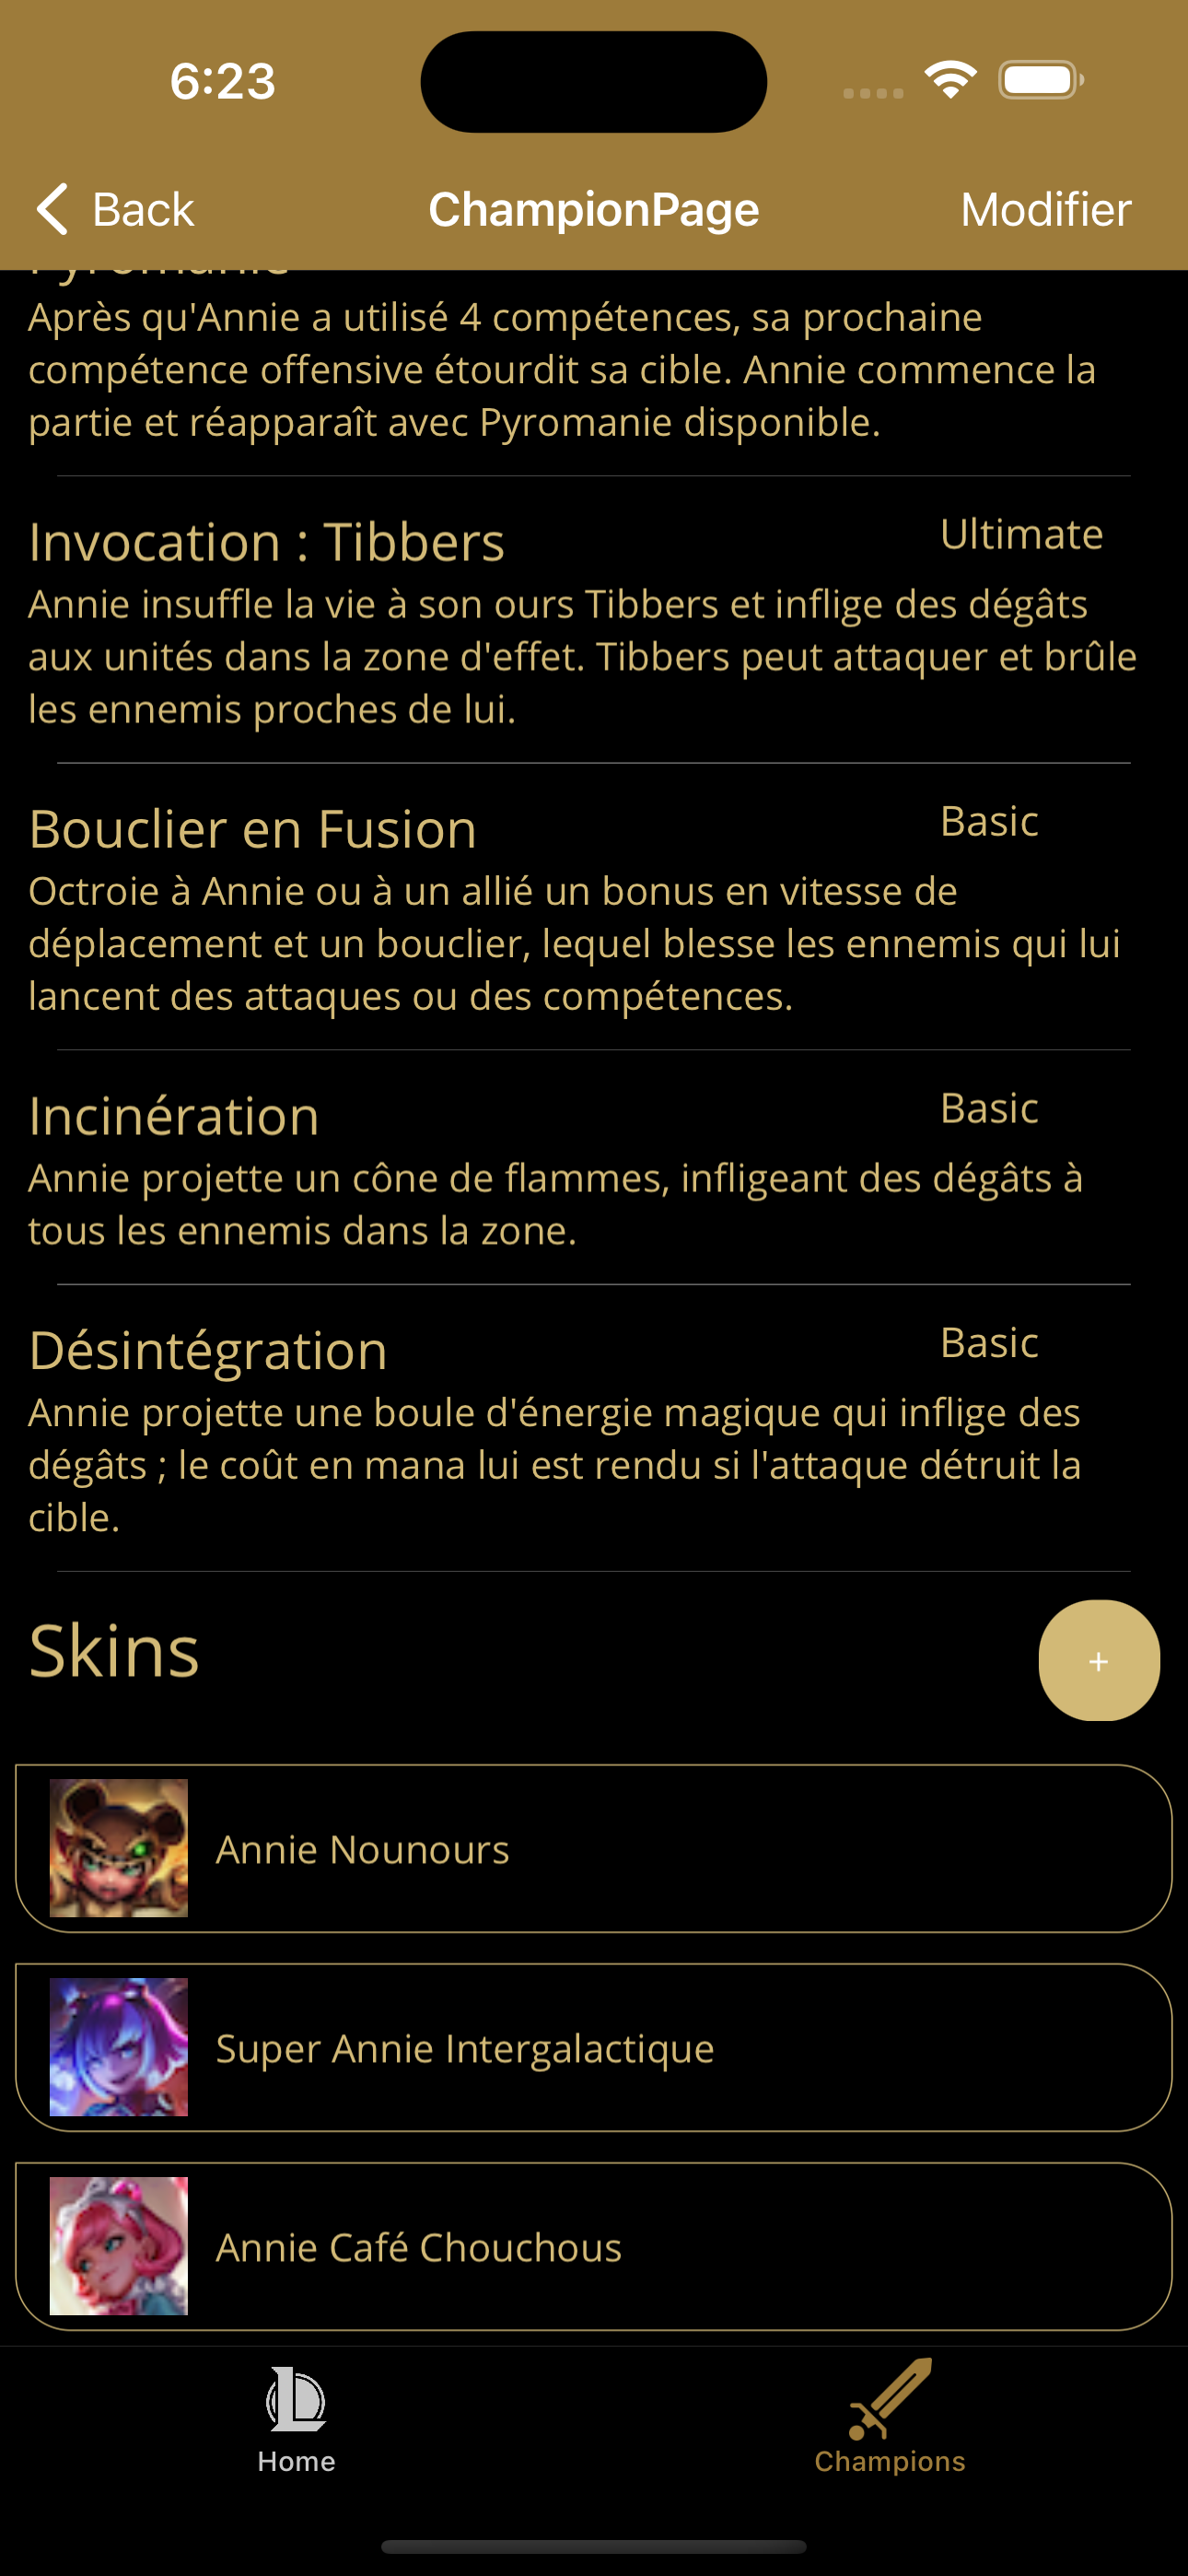 6:23
Back
ChampionPage
Modifier
Pyromanie
Après qu'Annie a utilisé 4 compétences, sa prochaine
compétence offensive étourdit sa cible. Annie commence la
partie et réapparaît avec Pyromanie disponible.
Invocation : Tibbers
Ultimate
Annie insuffle la vie à son ours Tibbers et inflige des dégâts
aux unités dans la zone d'effet. Tibbers peut attaquer et brûle
les ennemis proches de lui.
Bouclier en Fusion
Basic
Octroie à Annie ou à un allié un bonus en vitesse de
déplacement et un bouclier, lequel blesse les ennemis qui lui
lancent des attaques ou des compétences.
Incinération
Basic
Annie projette un cône de flammes, infligeant des dégâts à
tous les ennemis dans la zone.
Désintégration
Basic
Annie projette une boule d'énergie magique qui inflige des
dégâts ; le coût en mana lui est rendu si l'attaque détruit la
cible.
Skins
+
Annie Nounours
Super Annie Intergalactique
Annie Café Chouchous
Home
Champions